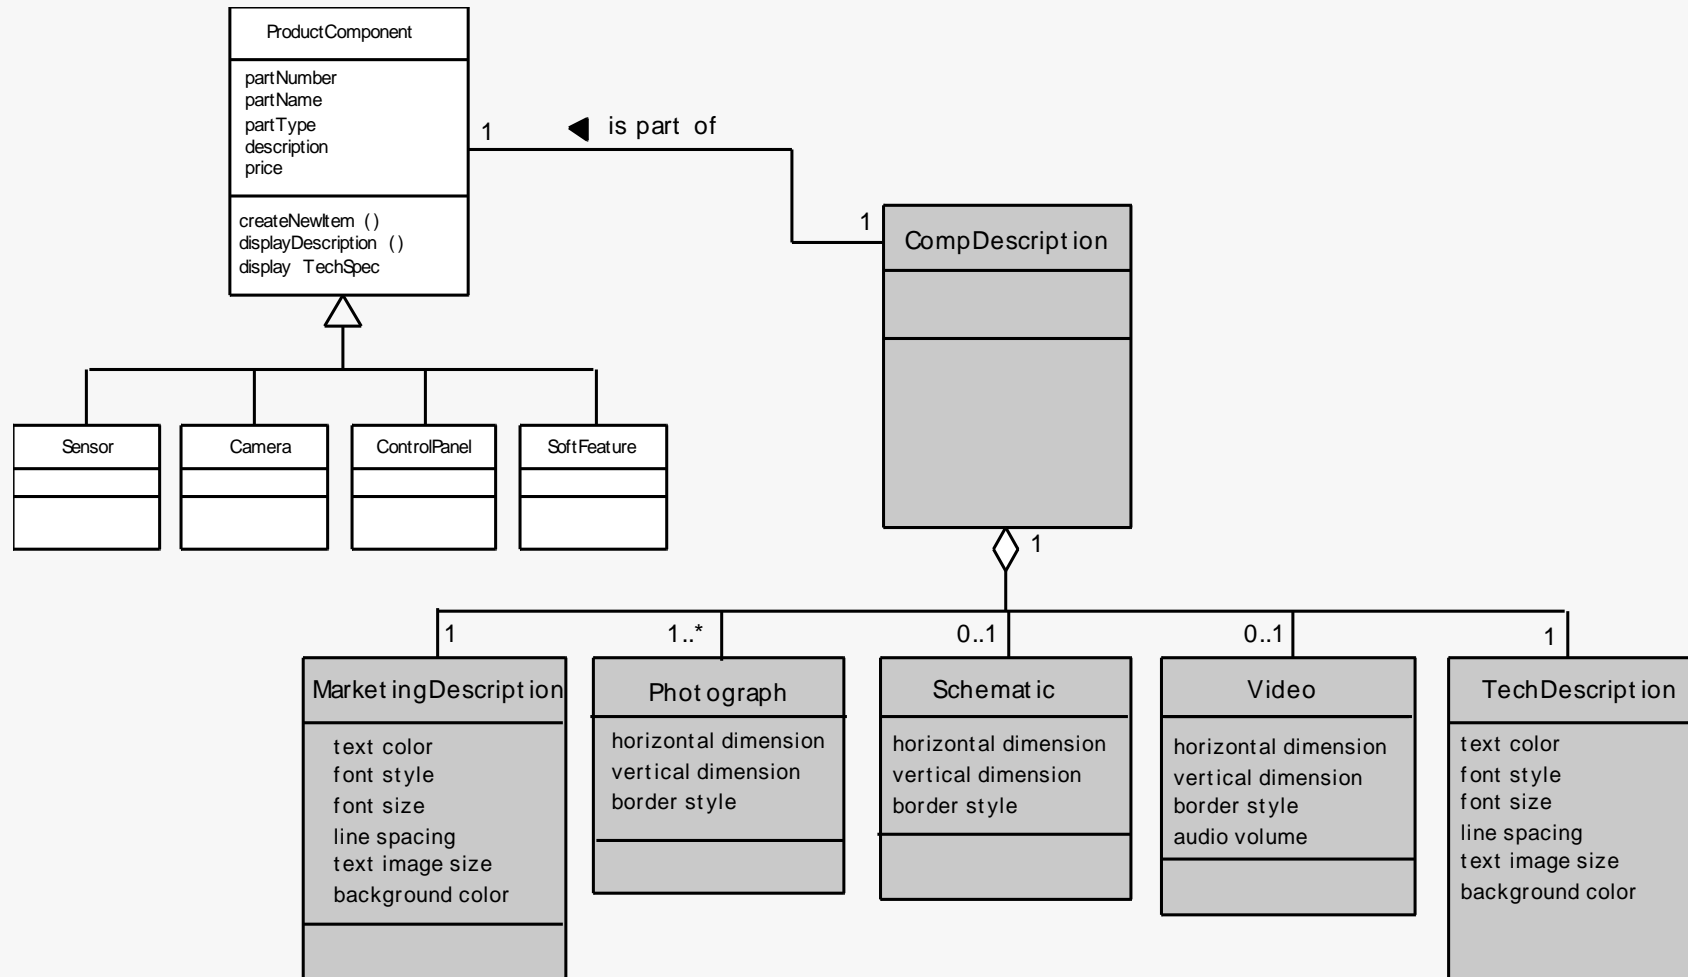 ProductComponent
partNumber
partName
partType
description
price
createNewItem ()
displayDescription ()
display TechSpec
1
is part of
1
CompDescription
Sensor
Camera
ControlPanel
SoftFeature
1
1
1..*
0..1
0..1
1
MarketingDescription
text color
font style
font size
line spacing
text image size
background color
Photograph
horizontal dimension
vertical dimension
border style
Schematic
horizontal dimension
vertical dimension
border style
Video
horizontal dimension
vertical dimension
border style
audio volume
TechDescription
text color
font style
font size
line spacing
text image size
background color